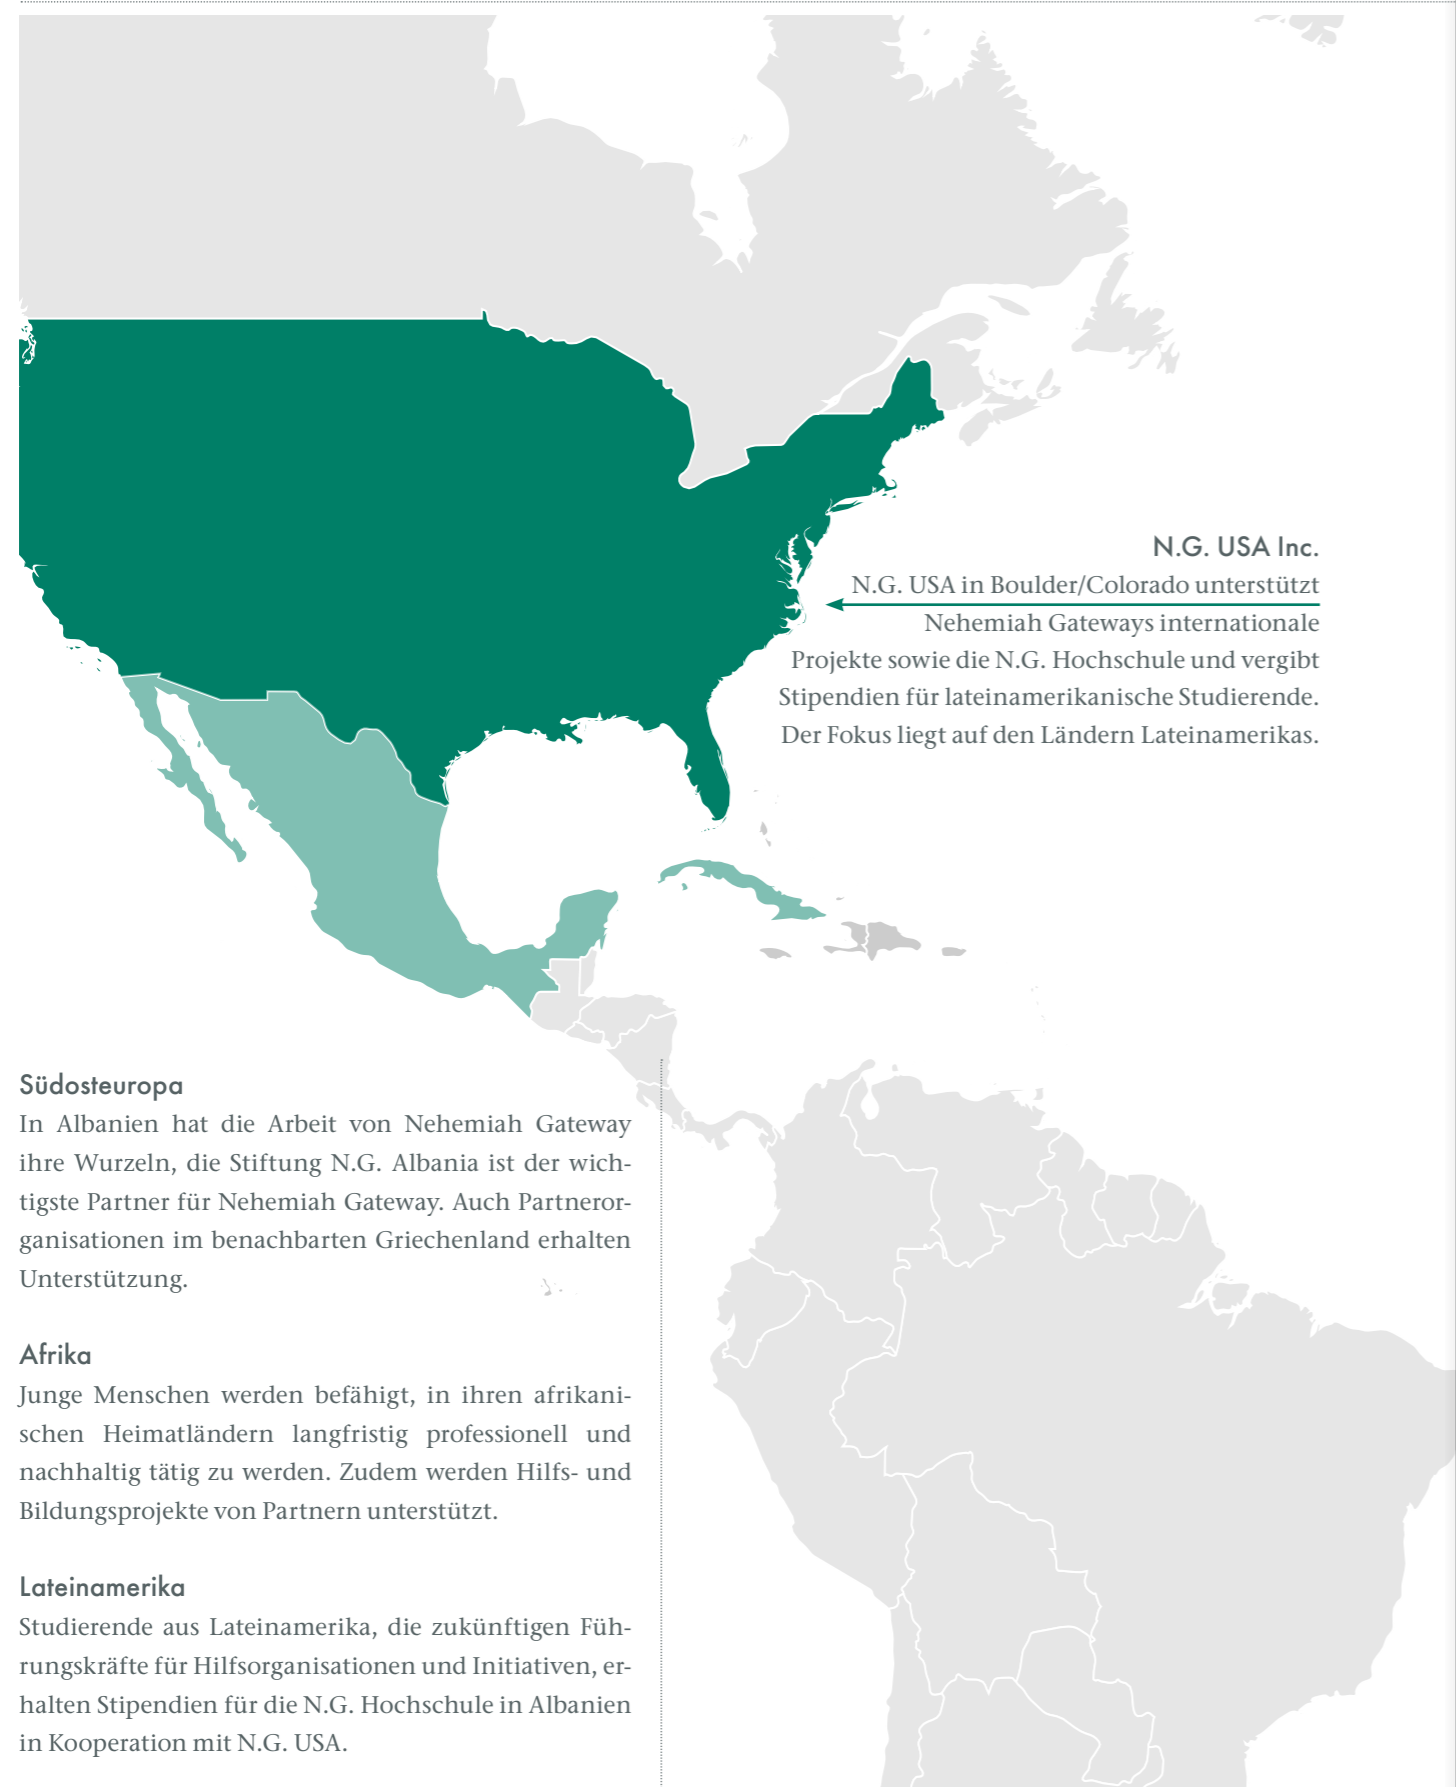 N.G. USA Inc.
N.G. USA in Boulder/Colorado unterstützt
Nehemiah Gateways internationale
Projekte sowie die N.G. Hochschule und vergibt
Stipendien für lateinamerikanische Studierende.
Der Fokus liegt auf den Ländern Lateinamerikas.
Südosteuropa
In Albanien hat die Arbeit von Nehemiah Gateway
ihre Wurzeln, die Stiftung N.G. Albania ist der wich-
tigste Partner für Nehemiah Gateway. Auch Partneror-
ganisationen im benachbarten Griechenland erhalten
Unterstützung.
Afrika
Junge Menschen werden befähigt, in ihren afrikani-
schen Heimatländern langfristig professionell und
nachhaltig tätig zu werden. Zudem werden Hilfs- und
Bildungsprojekte von Partnern unterstützt.
Lateinamerika
Studierende aus Lateinamerika, die zukünftigen Füh-
rungskräfte für Hilfsorganisationen und Initiativen, er-
halten Stipendien für die N.G. Hochschule in Albanien
in Kooperation mit N.G. USA.